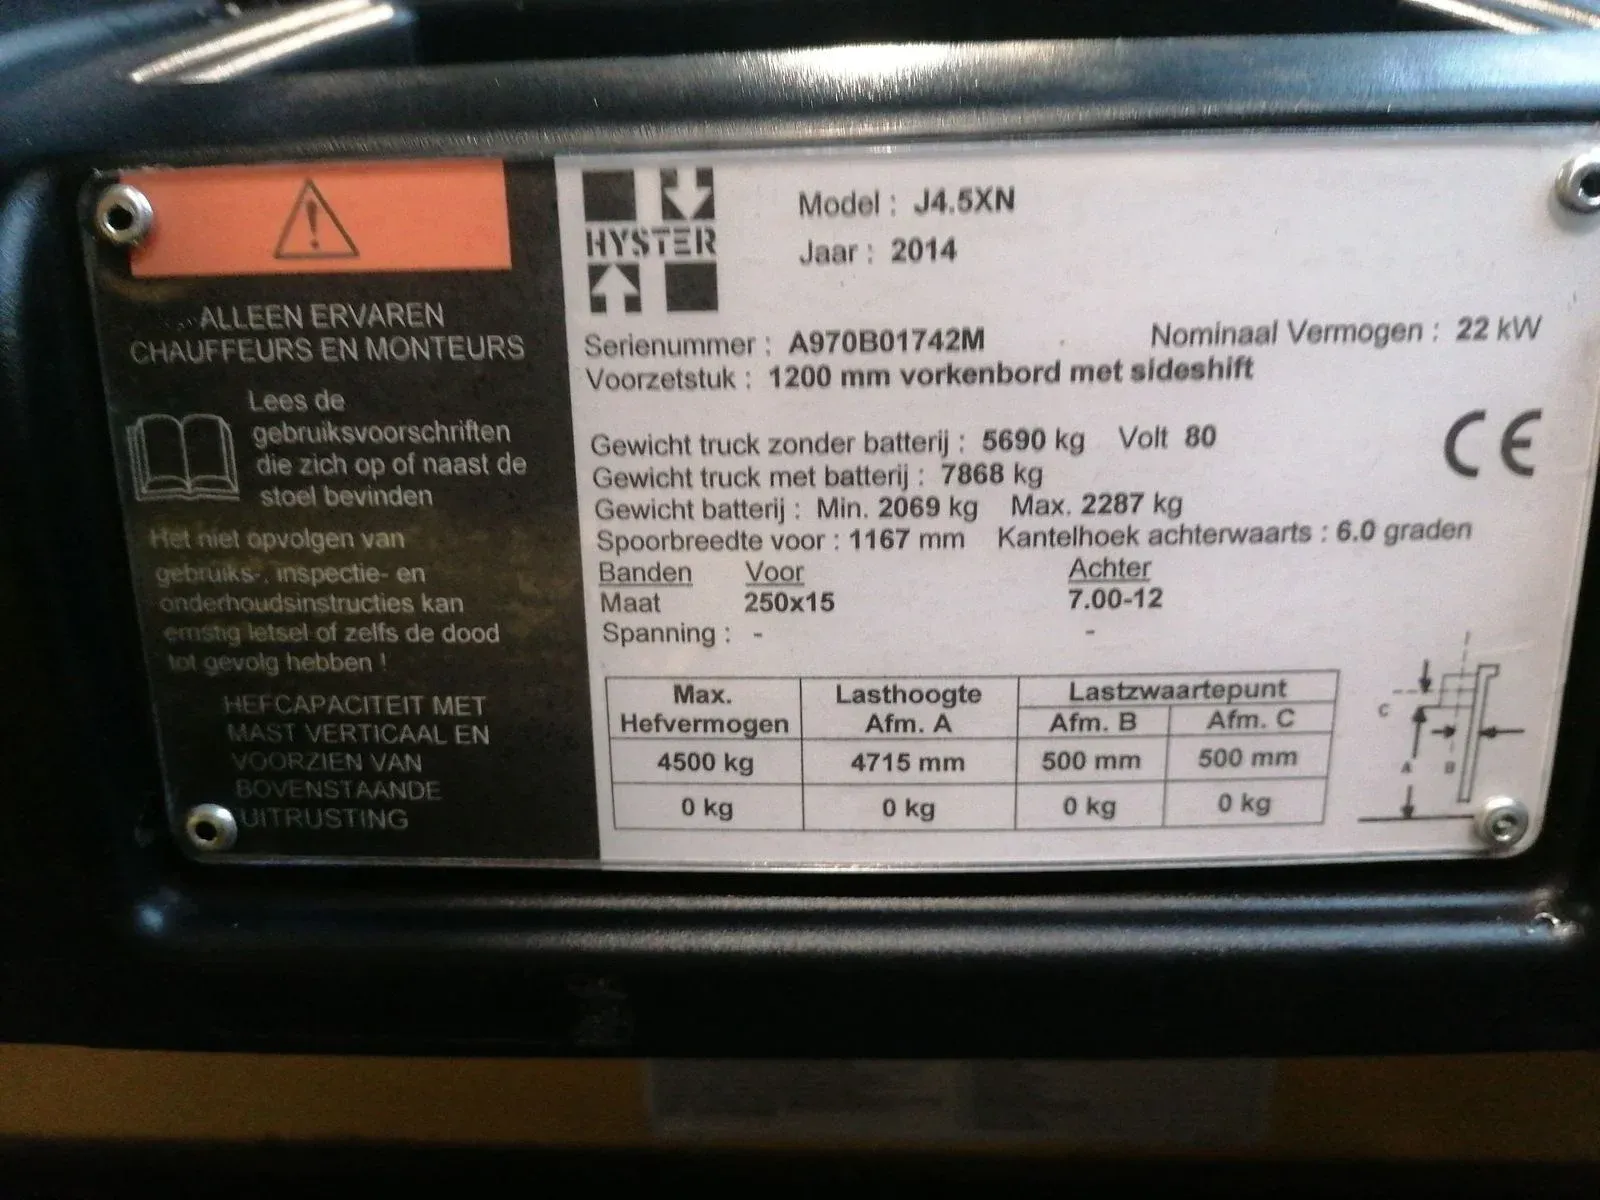 ALLEEN ERVAREN
CHAUFFEURS EN MONTEURS
Lees de
gebruiksvoorschriften
die zich op of naast de
stoel bevinden
Het niet opvolgen van
gebruiks-, inspectie- en
onderhoudsinstructies kan
ernstig letsel of zelfs de dood
tot gevolg hebben !
HEFCAPACITEIT MET
MAST VERTICAAL EN
VOORZIEN VAN
BOVENSTAANDE
UITRUSTING
HYSTER
Model : J4.5XN
Jaar : 2014
Serienummer : A970B01742M Nominaal Vermogen : 22 kW
Voorzetstuk : 1200 mm vorkenbord met sideshift
CE
Gewicht truck zonder batterij : 5690 kg Volt 80
Gewicht truck met batterij : 7868 kg
Gewicht batterij : Min. 2069 kg Max. 2287 kg
Spoorbreedte voor : 1167 mm Kantelhoek achterwaarts : 6.0 graden
Banden Voor Achter
Maat 250x15 7.00-12
Spanning : - -
Max. Hefvermogen Lasthoogte Afm. A Lastzwaartepunt
Afm. B Afm. C
4500 kg 4715 mm 500 mm 500 mm
0 kg 0 kg 0 kg 0 kg
C
A B